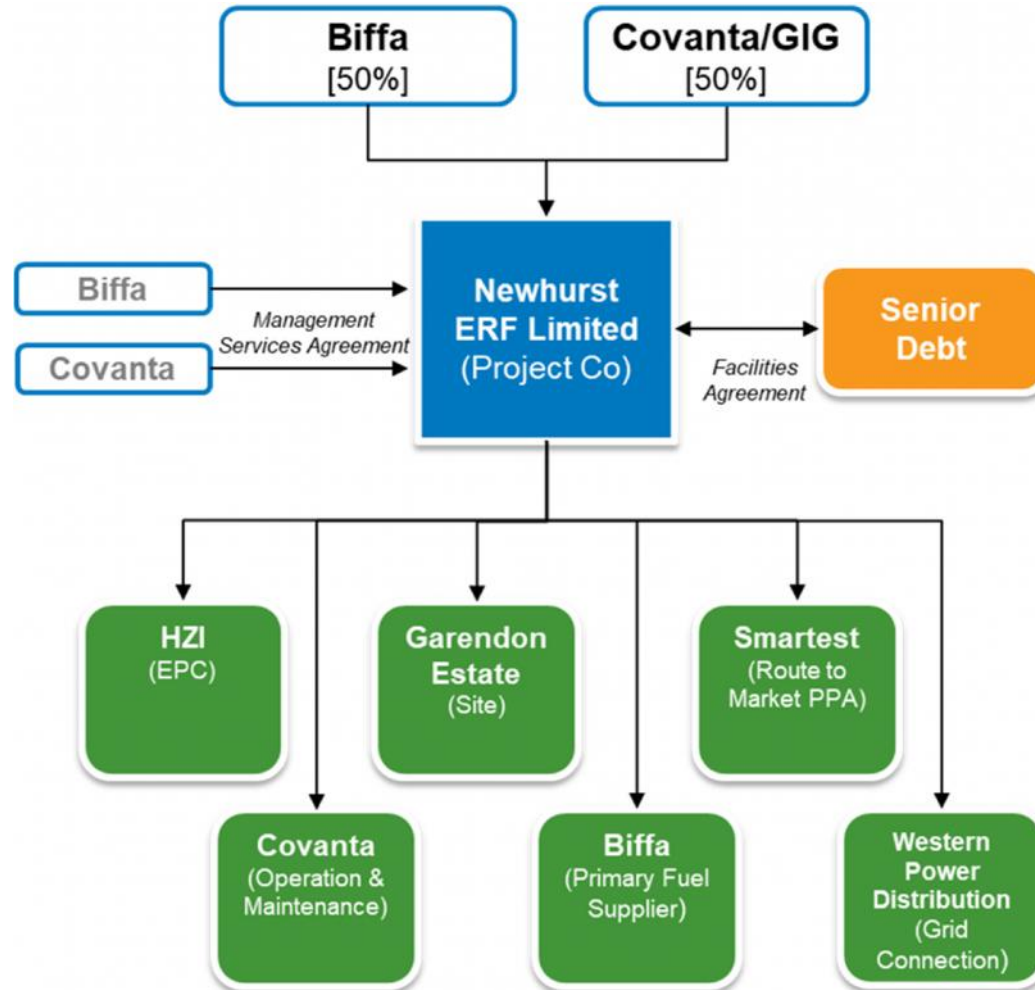 Biffa
[50%]
Covanta/GIG
[50%]
Biffa
Covanta
Management
Services Agreement
Newhurst
ERF Limited
(Project Co)
Facilities
Agreement
Senior
Debt
HZI
(EPC)
Garendon
Estate
(Site)
Smartest
(Route to
Market PPA)
Covanta
(Operation &
Maintenance)
Biffa
(Primary Fuel
Supplier)
Western
Power
Distribution
(Grid
Connection)